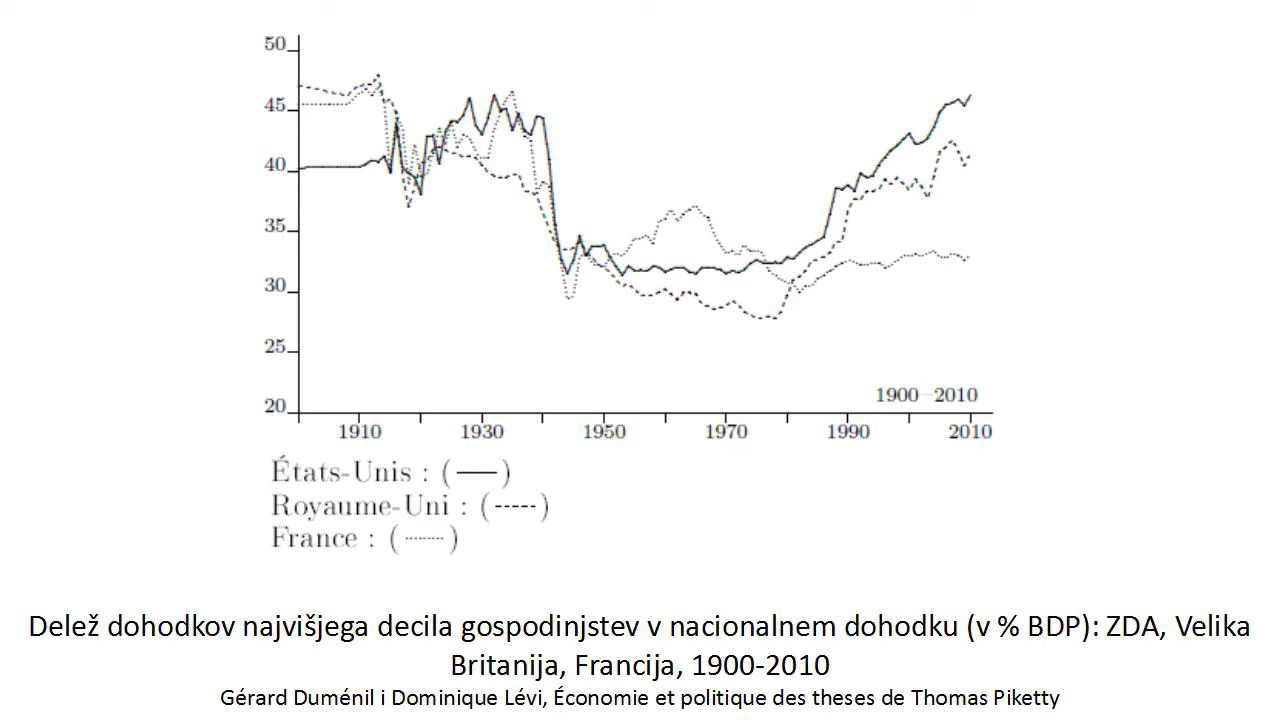 50
45
40
35
30
25
20
1900–2010
1910 1930 1950 1970 1990 2010
États-Unis : (——)
Royaume-Uni : (-----)
France : (·········)
Delež dohodkov najvišjega decila gospodinjstev v nacionalnem dohodku (v % BDP): ZDA, Velika
Britanija, Francija, 1900-2010
Gérard Duménil i Dominique Lévi, Économie et politique des theses de Thomas Piketty